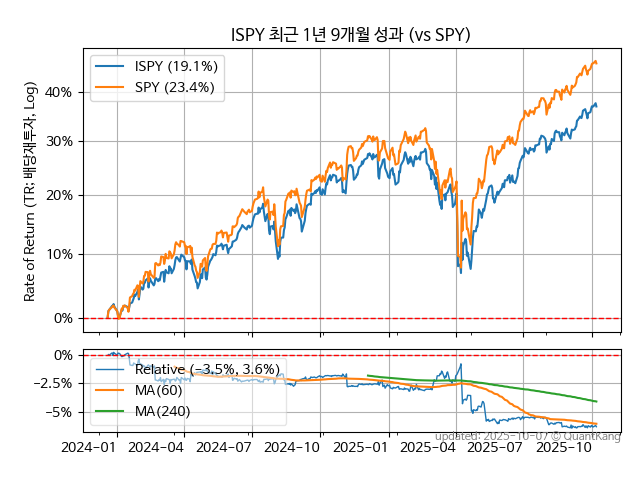 ISPY 최근 1년 9개월 성과 (vs SPY)
ISPY (19.1%)
SPY (23.4%)
Rate of Return (TR: 배당재투자, Log)
40%
30%
20%
10%
0%
0%
−2.5%
−5%
Relative (−3.5%, 3.6%)
MA(60)
MA(240)
2024−01
2024−04
2024−07
2024−10
2025−01
2025−04
2025−07
2025−10
updated: 2025−10−07 © QuantKang